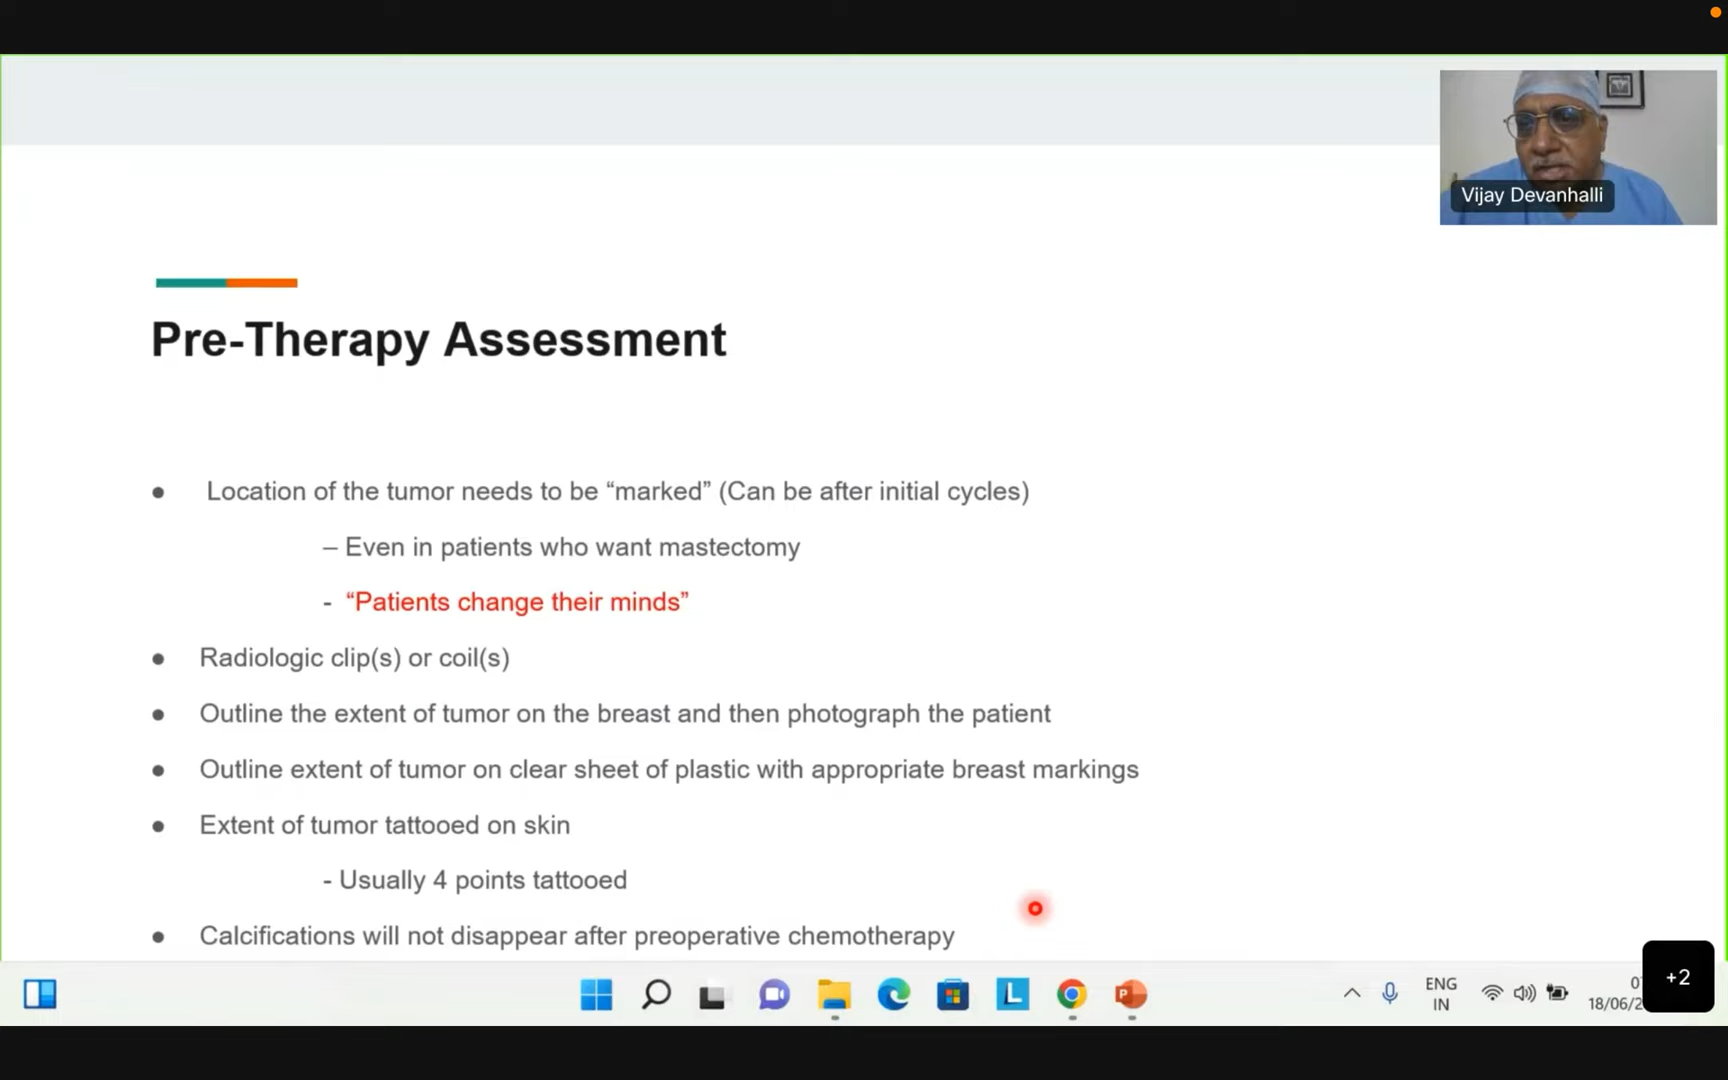 Vijay Devanhalli
Pre-Therapy Assessment
● Location of the tumor needs to be “marked” (Can be after initial cycles)
– Even in patients who want mastectomy
- “Patients change their minds”
● Radiologic clip(s) or coil(s)
● Outline the extent of tumor on the breast and then photograph the patient
● Outline extent of tumor on clear sheet of plastic with appropriate breast markings
● Extent of tumor tattooed on skin
- Usually 4 points tattooed
● Calcifications will not disappear after preoperative chemotherapy
ENG
IN
18/06/2
+2